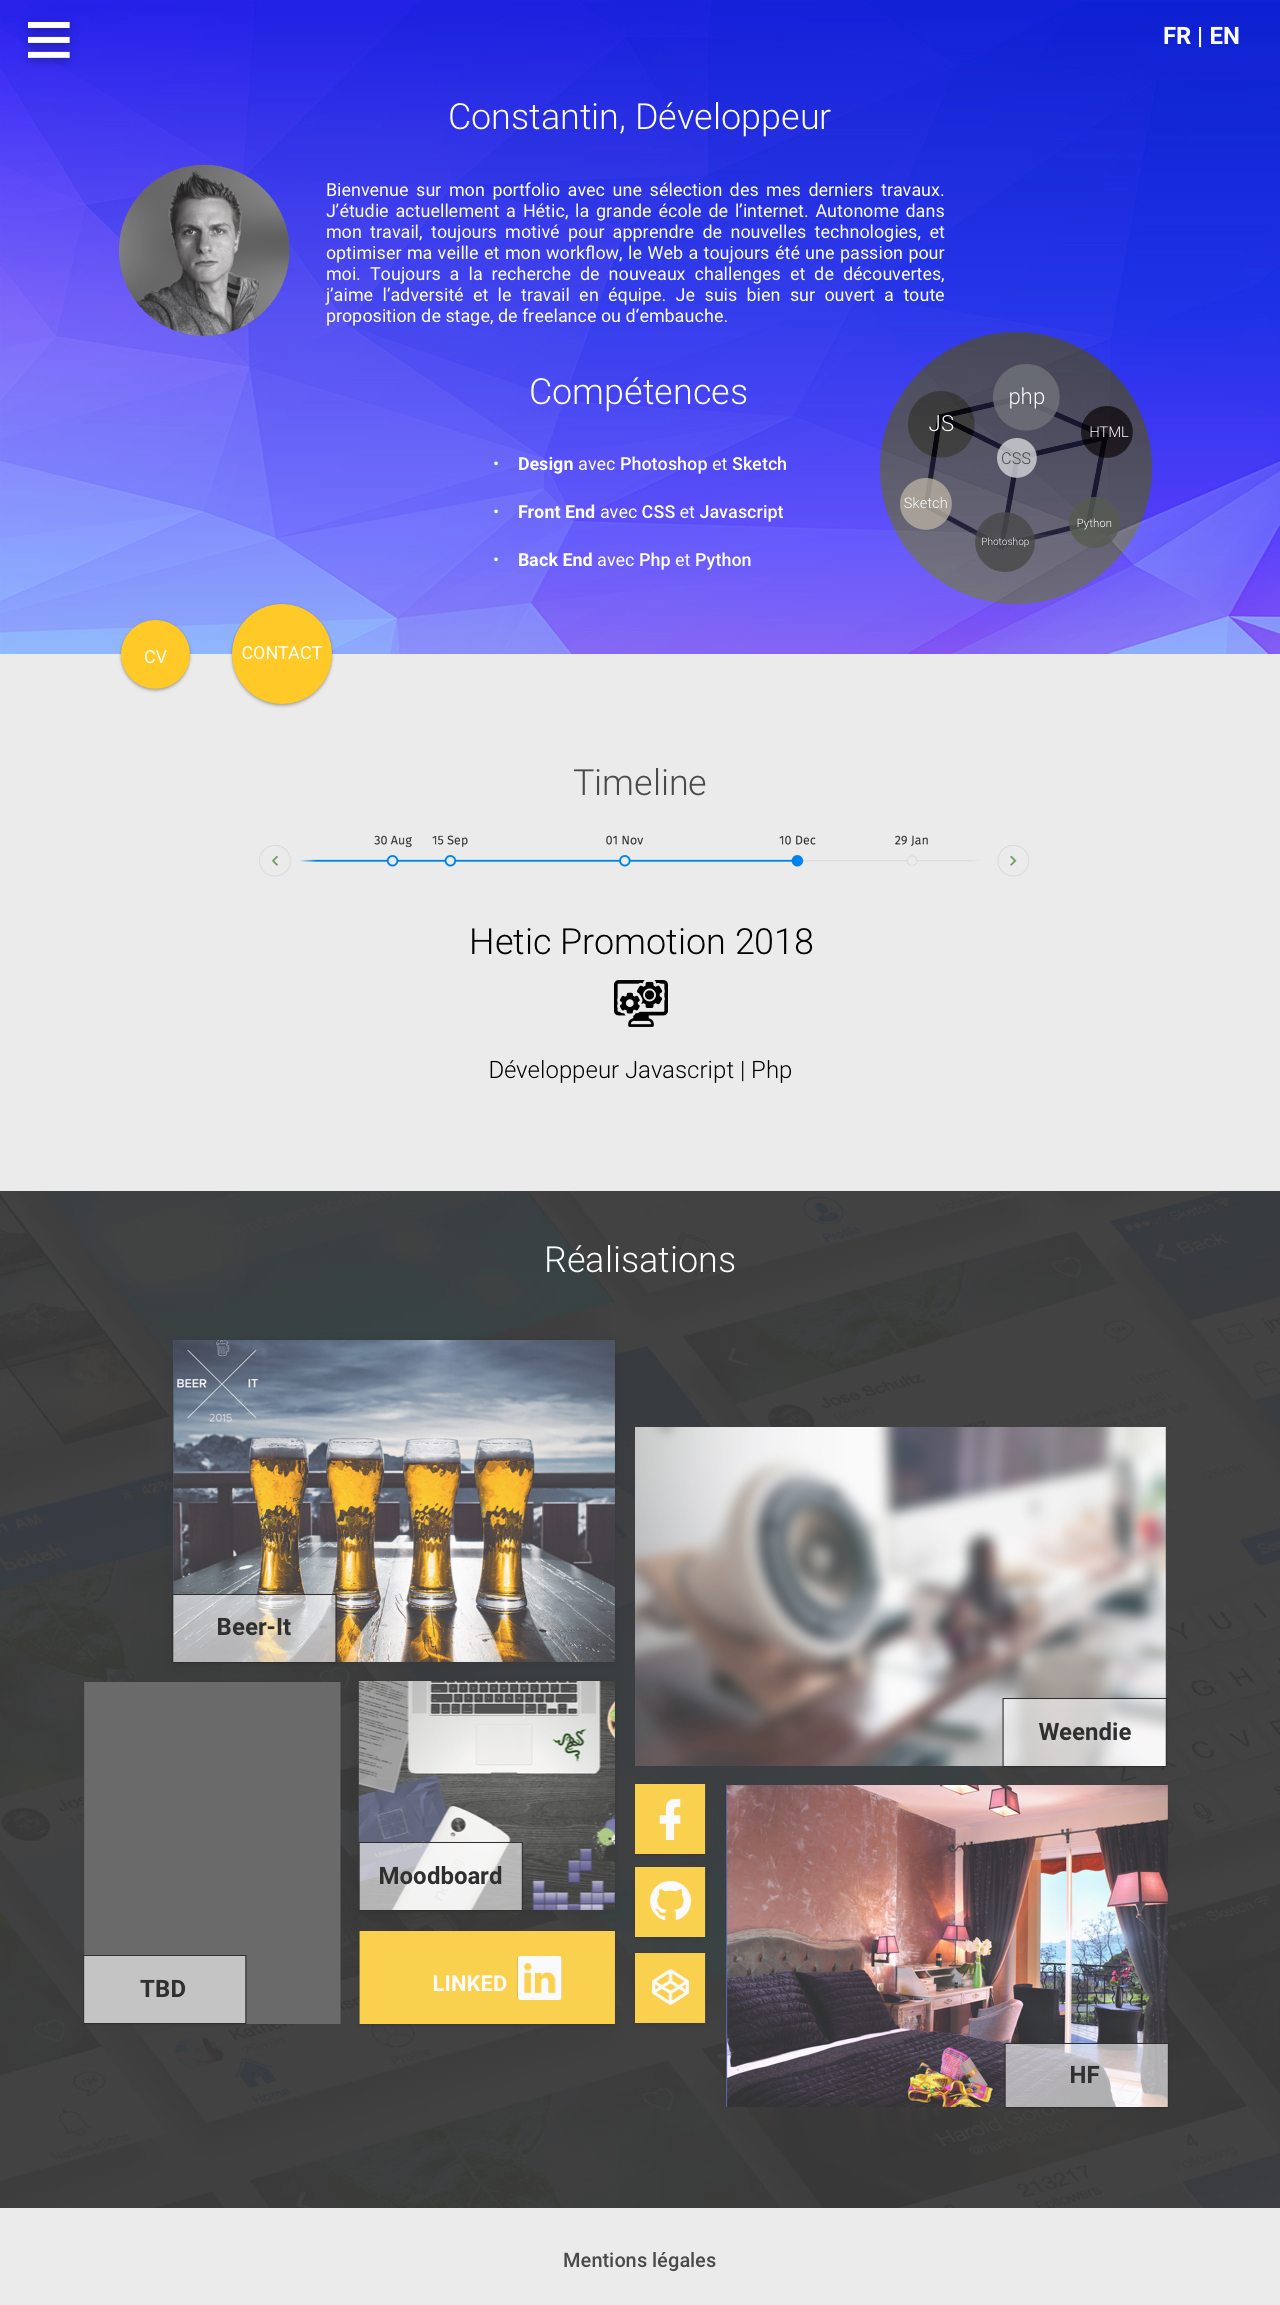 FR | EN
Constantin, Développeur
Bienvenue sur mon portfolio avec une sélection des mes derniers travaux.
J’étudie actuellement a Hétic, la grande école de l’internet. Autonome dans
mon travail, toujours motivé pour apprendre de nouvelles technologies, et
optimiser ma veille et mon workflow, le Web a toujours été une passion pour
moi. Toujours a la recherche de nouveaux challenges et de découvertes,
j’aime l’adversité et le travail en équipe. Je suis bien sur ouvert a toute
proposition de stage, de freelance ou d’embauche.
Compétences
• Design avec Photoshop et Sketch
• Front End avec CSS et Javascript
• Back End avec Php et Python
php
JS
HTML
CSS
Sketch
Python
Photoshop
CV
CONTACT
Timeline
30 Aug 15 Sep 01 Nov 10 Dec 29 Jan
Hetic Promotion 2018
Développeur Javascript | Php
Réalisations
Back
Jose Schultz
BEER IT
2015
Beer-It
Weendie
Moodboard
TBD
LINKED in
HF
213217
Mentions légales